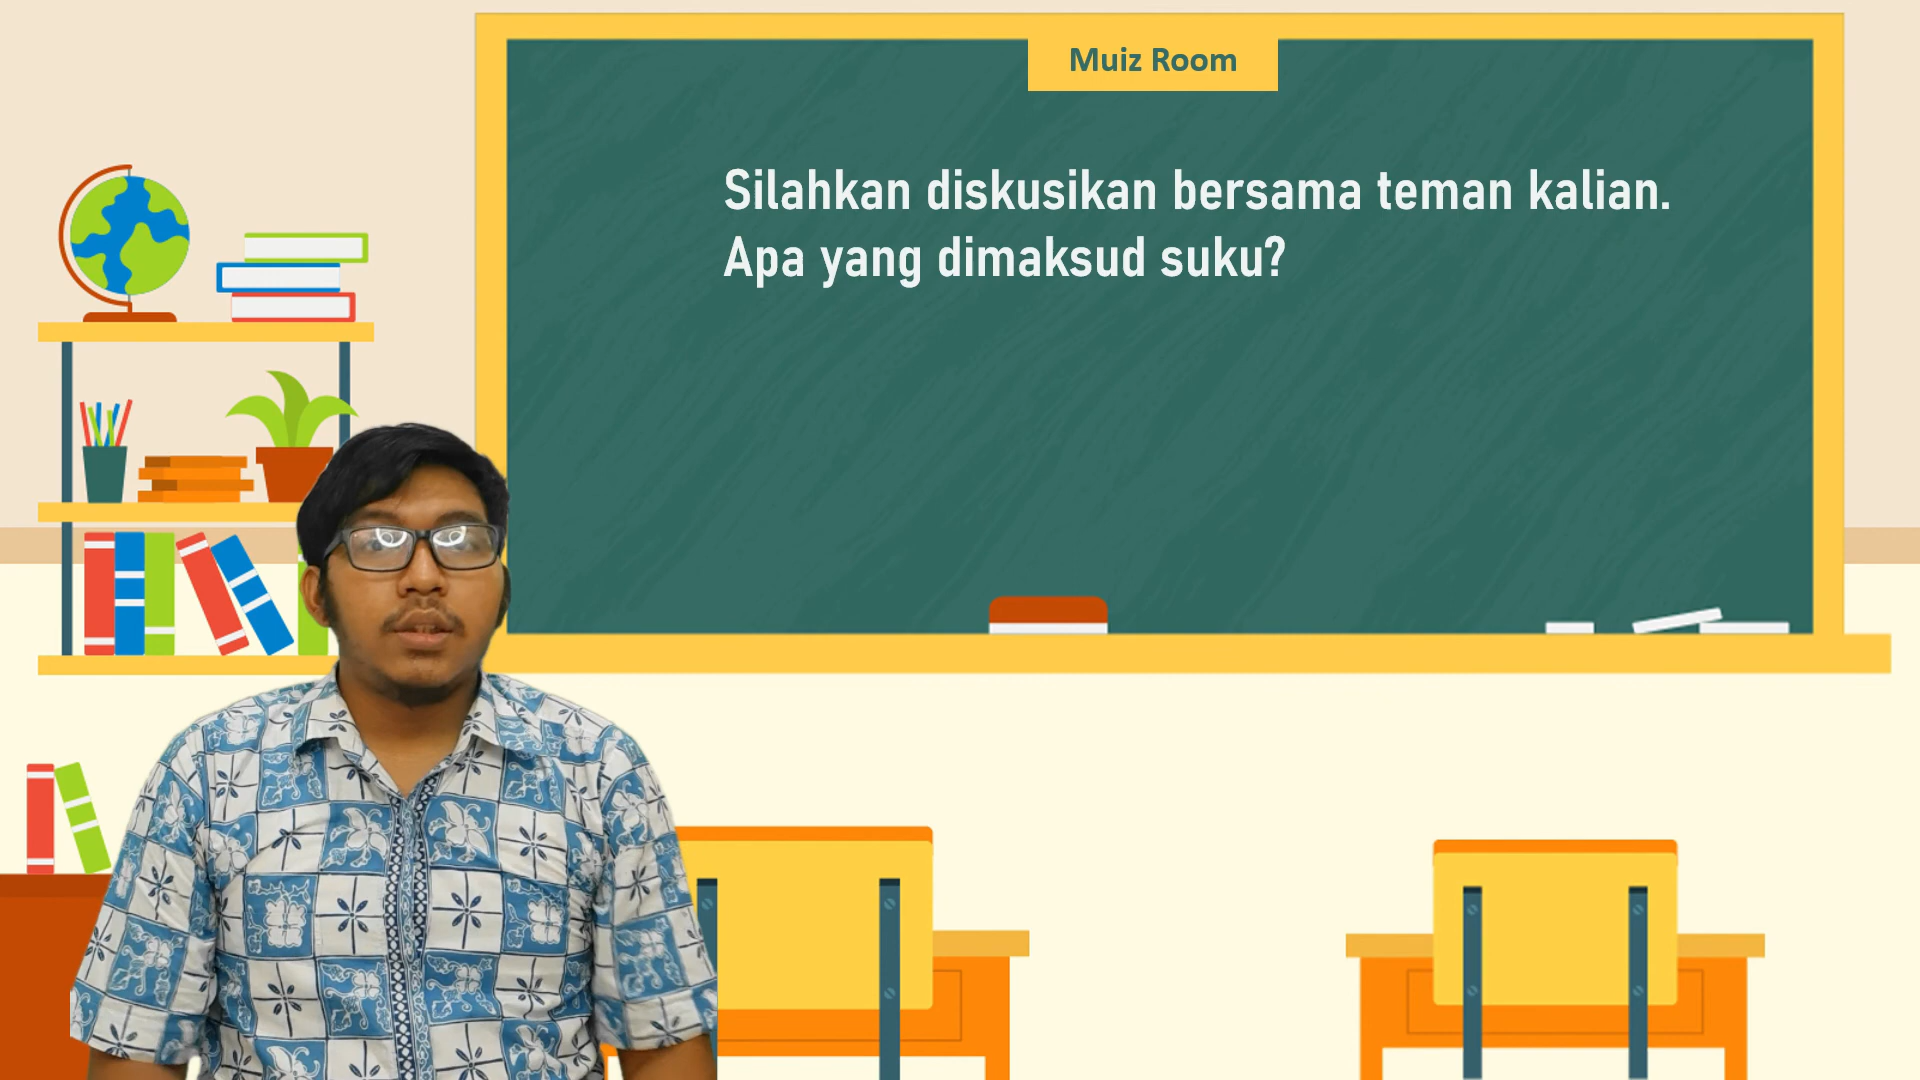 Muiz Room
Silahkan diskusikan bersama teman kalian.
Apa yang dimaksud suku?